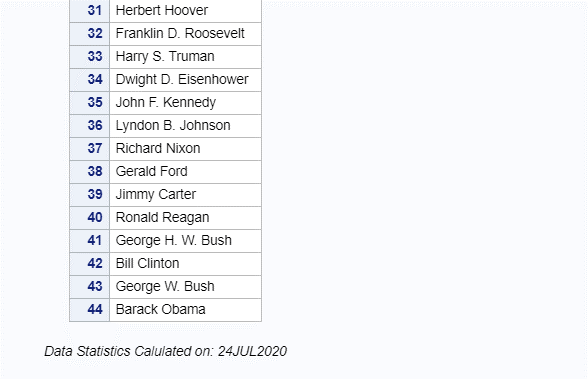 31 Herbert Hoover
32 Franklin D. Roosevelt
33 Harry S. Truman
34 Dwight D. Eisenhower
35 John F. Kennedy
36 Lyndon B. Johnson
37 Richard Nixon
38 Gerald Ford
39 Jimmy Carter
40 Ronald Reagan
41 George H. W. Bush
42 Bill Clinton
43 George W. Bush
44 Barack Obama
Data Statistics Calulated on: 24JUL2020